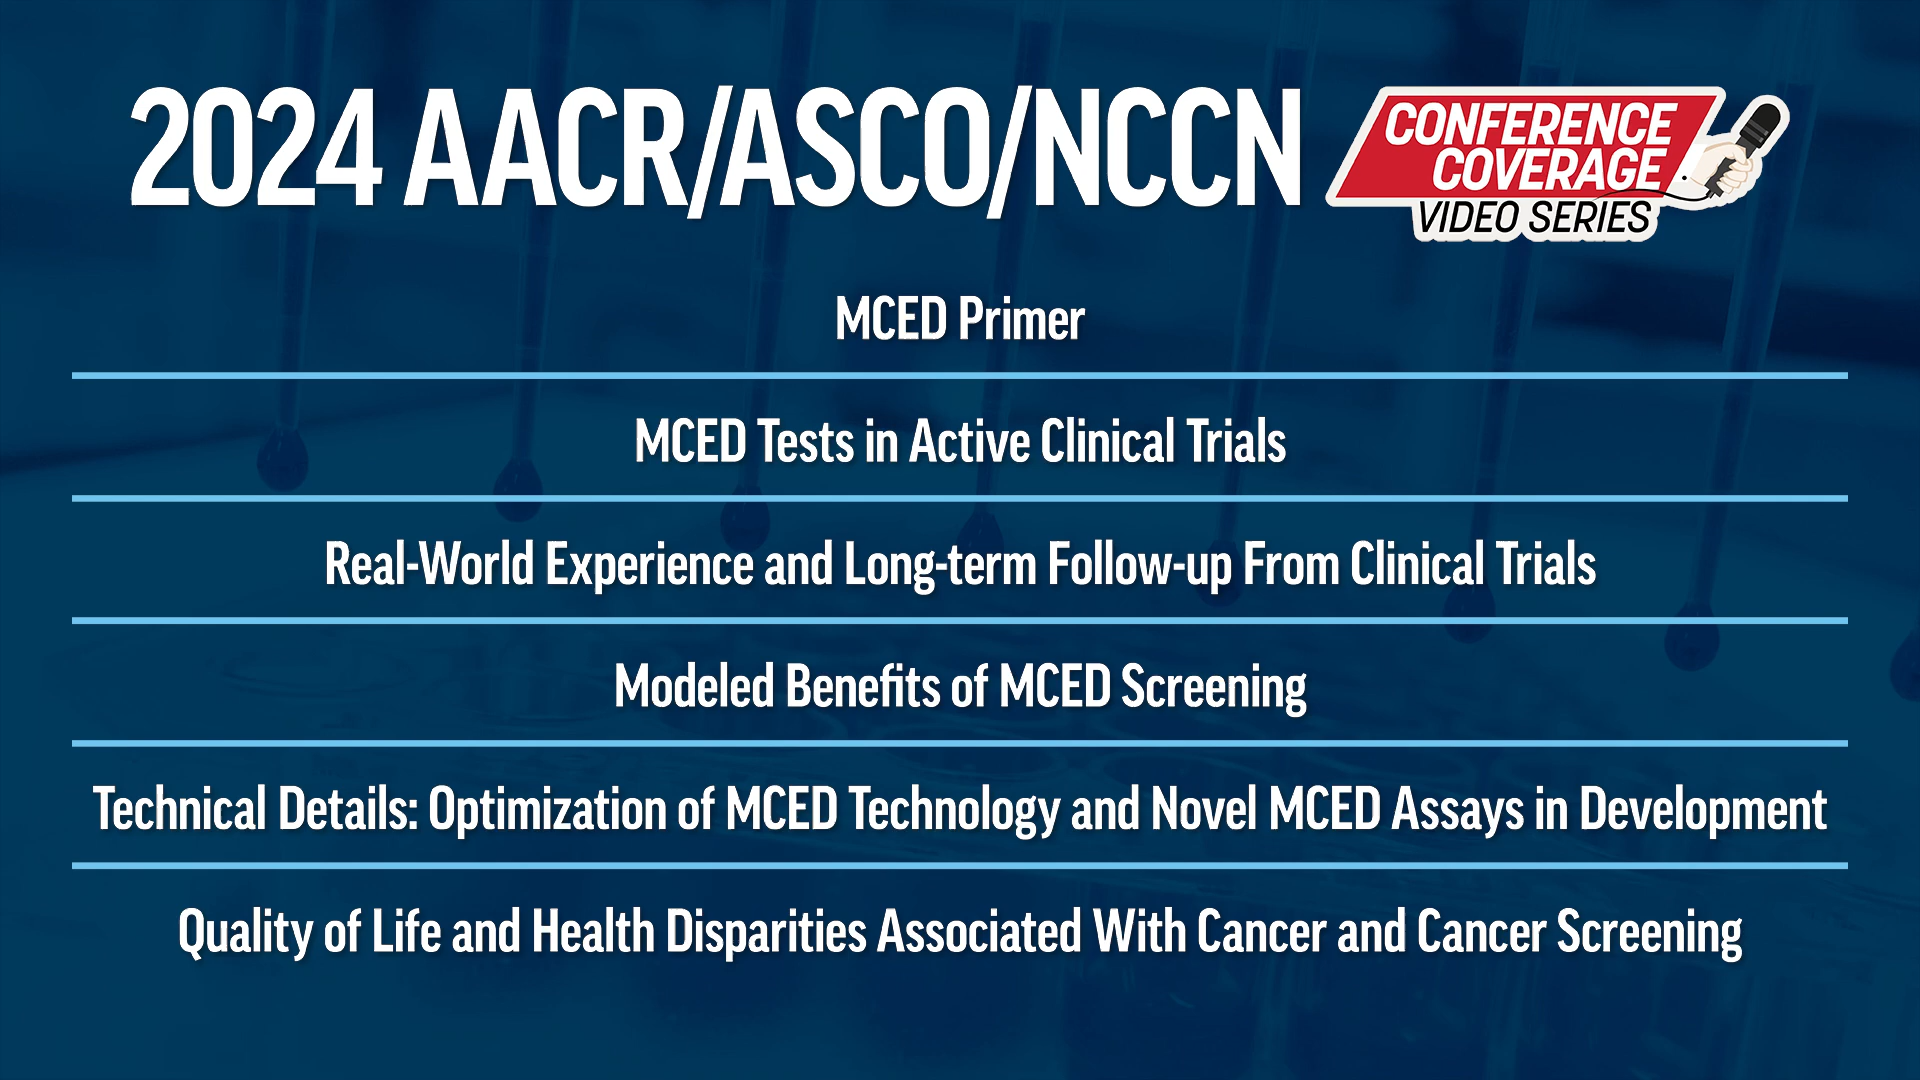 2024 AACR/ASCO/NCCN
CONFERENCE
COVERAGE
VIDEO SERIES
MCED Primer
MCED Tests in Active Clinical Trials
Real-World Experience and Long-term Follow-up From Clinical Trials
Modeled Benefits of MCED Screening
Technical Details: Optimization of MCED Technology and Novel MCED Assays in Development
Quality of Life and Health Disparities Associated With Cancer and Cancer Screening